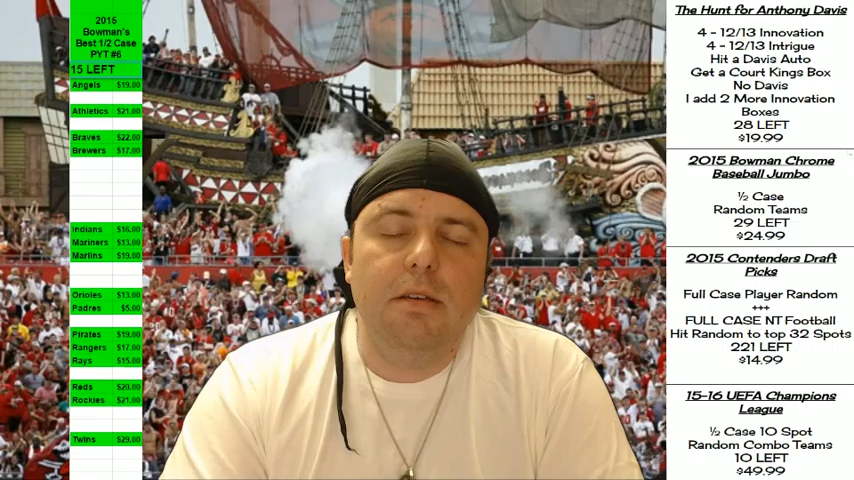 2015
Bowman's
Best 1/2 Case
PYT #6
15 LEFT
Angels $19.00
Athletics $21.00
Braves $22.00
Brewers $17.00
Indians $16.00
Mariners $13.00
Marlins $19.00
Orioles $13.00
Padres $5.00
Pirates $19.00
Rangers $17.00
Rays $15.00
Reds $20.00
Rockies $21.00
Twins $29.00
The Hunt for Anthony Davis
4 - 12/13 Innovation
4 - 12/13 Intrigue
Hit a Davis Auto
Get a Court Kings Box
No Davis
I add 2 More Innovation
Boxes
28 LEFT
$19.99
2015 Bowman Chrome
Baseball Jumbo
½ Case
Random Teams
29 LEFT
$24.99
2015 Contenders Draft
Picks
Full Case Player Random
+++
FULL CASE NT Football
Hit Random to top 32 Spots
221 LEFT
$14.99
15-16 UEFA Champions
League
½ Case 10 Spot
Random Combo Teams
10 LEFT
$49.99